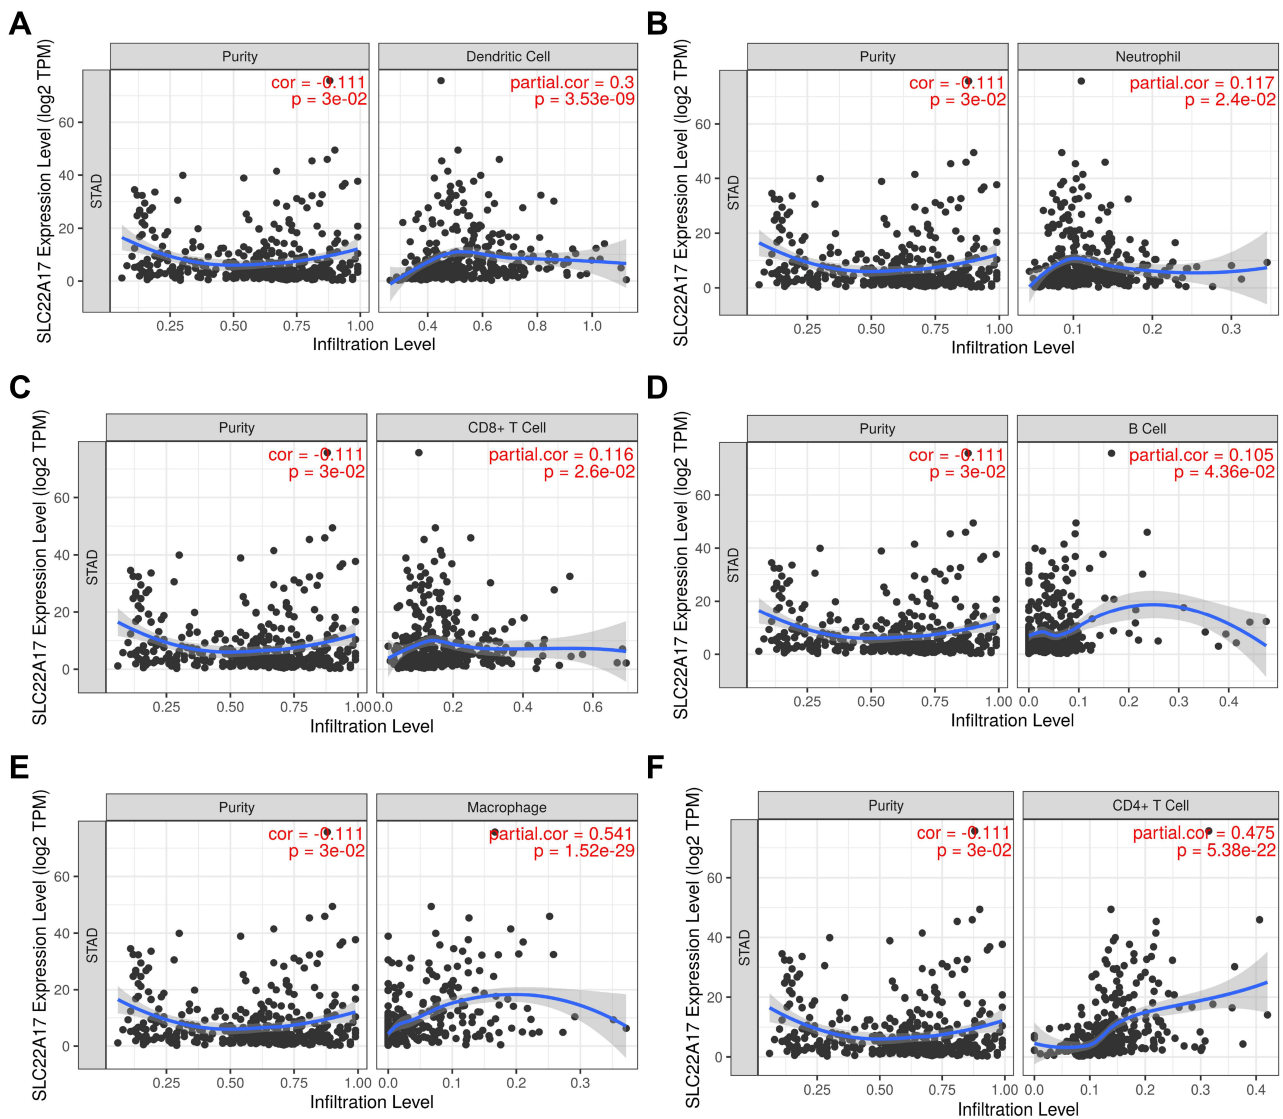 A
SLC22A17 Expression Level (log2 TPM)
STAD
Purity
Dendritic Cell
cor = -0.111
p = 3e-02
partial.cor = 0.3
p = 3.53e-09
60
40
20
0
0.25 0.50 0.75 1.00
0.4 0.6 0.8 1.0
Infiltration Level
B
SLC22A17 Expression Level (log2 TPM)
STAD
Purity
Neutrophil
cor = -0.111
p = 3e-02
partial.cor = 0.117
p = 2.4e-02
60
40
20
0
0.25 0.50 0.75 1.00
0.1 0.2 0.3
Infiltration Level
C
SLC22A17 Expression Level (log2 TPM)
STAD
Purity
CD8+ T Cell
cor = -0.111
p = 3e-02
partial.cor = 0.116
p = 2.6e-02
60
40
20
0
0.25 0.50 0.75 1.00
0.0 0.2 0.4 0.6
Infiltration Level
D
SLC22A17 Expression Level (log2 TPM)
STAD
Purity
B Cell
cor = -0.111
p = 3e-02
partial.cor = 0.105
p = 4.36e-02
60
40
20
0
0.25 0.50 0.75 1.00
0.0 0.1 0.2 0.3 0.4
Infiltration Level
E
SLC22A17 Expression Level (log2 TPM)
STAD
Purity
Macrophage
cor = -0.111
p = 3e-02
partial.cor = 0.541
p = 1.52e-29
60
40
20
0
0.25 0.50 0.75 1.00
0.0 0.1 0.2 0.3
Infiltration Level
F
SLC22A17 Expression Level (log2 TPM)
STAD
Purity
CD4+ T Cell
cor = -0.111
p = 3e-02
partial.cor = 0.475
p = 5.38e-22
60
40
20
0
0.25 0.50 0.75 1.00
0.0 0.1 0.2 0.3 0.4
Infiltration Level